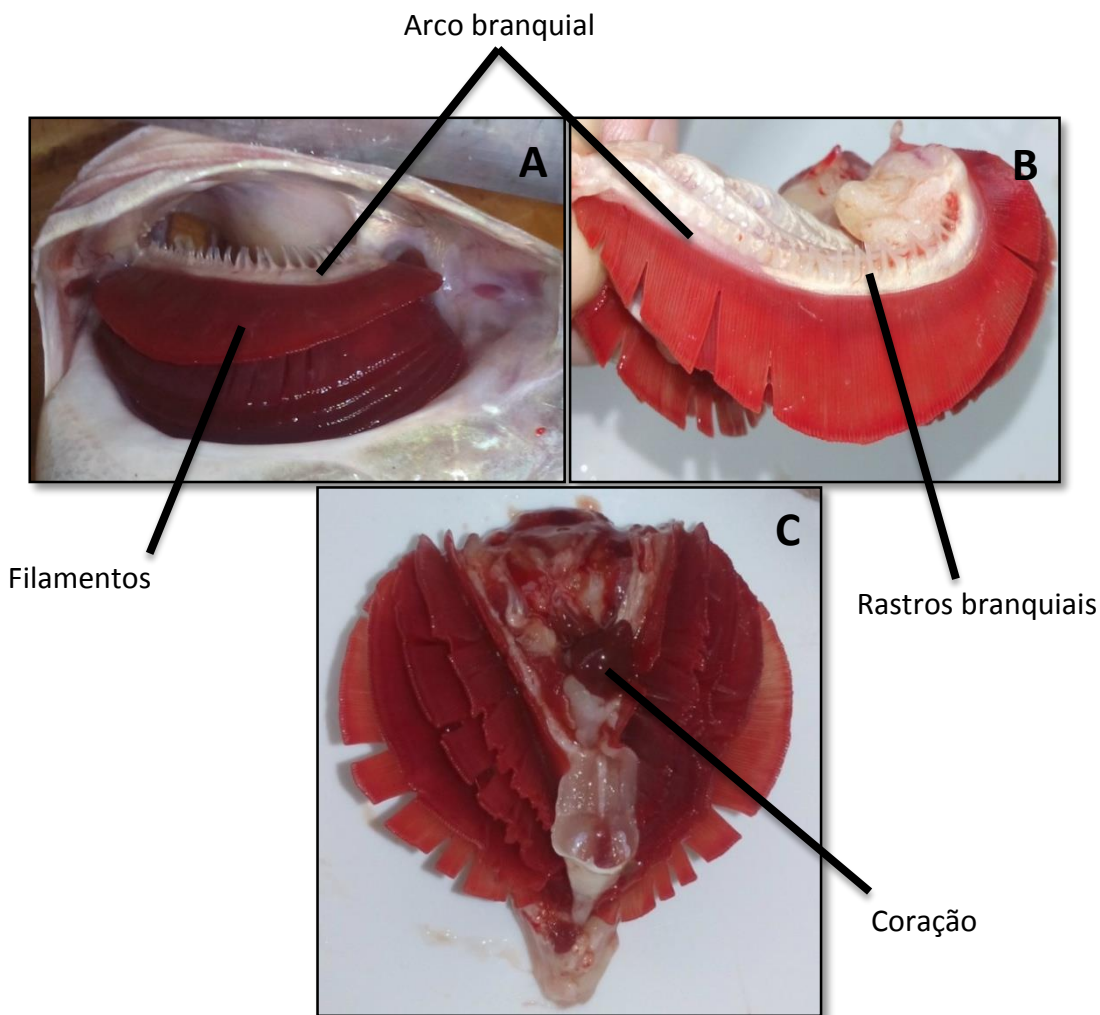 Arco branquial
A
B
Filamentos
Rastros branquiais
C
Coração